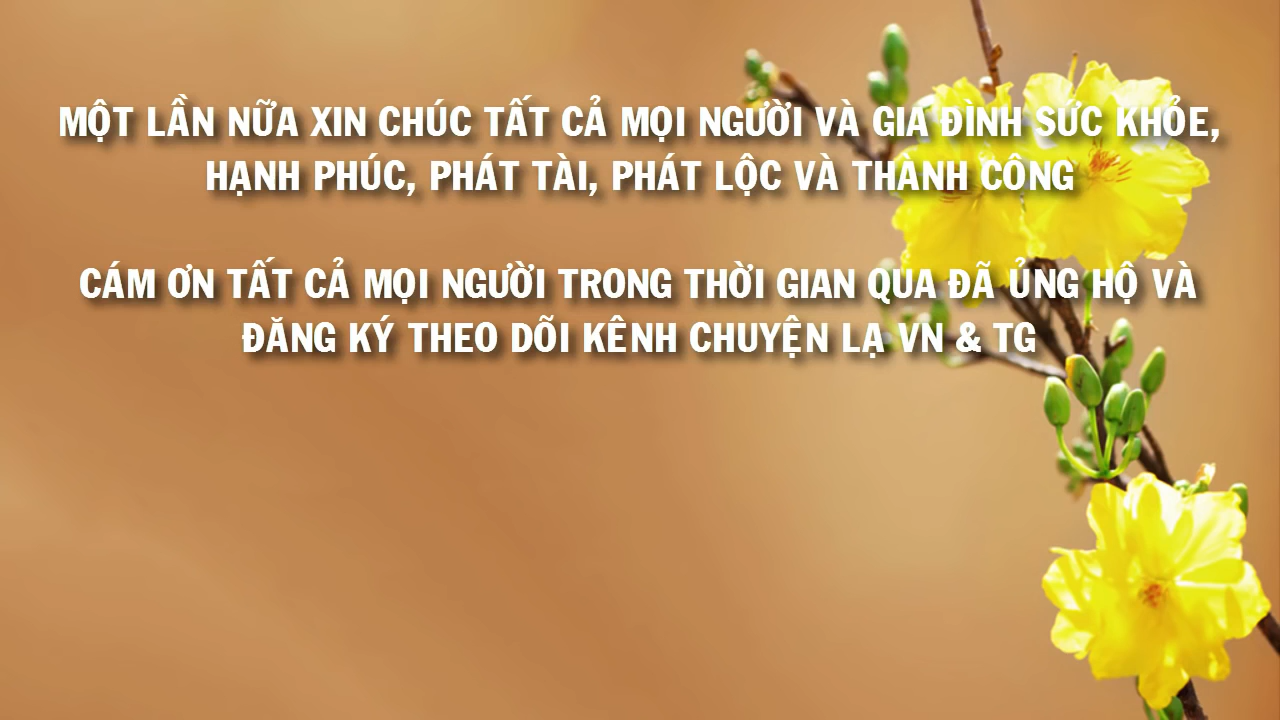 MỘT LẦN NỮA XIN CHÚC TẤT CẢ MỌI NGƯỜI VÀ GIA ĐÌNH SỨC KHỎE,
HẠNH PHÚC, PHÁT TÀI, PHÁT LỘC VÀ THÀNH CÔNG
CÁM ƠN TẤT CẢ MỌI NGƯỜI TRONG THỜI GIAN QUA ĐÃ ỦNG HỘ VÀ
ĐĂNG KÝ THEO DÕI KÊNH CHUYỆN LẠ VN & TG